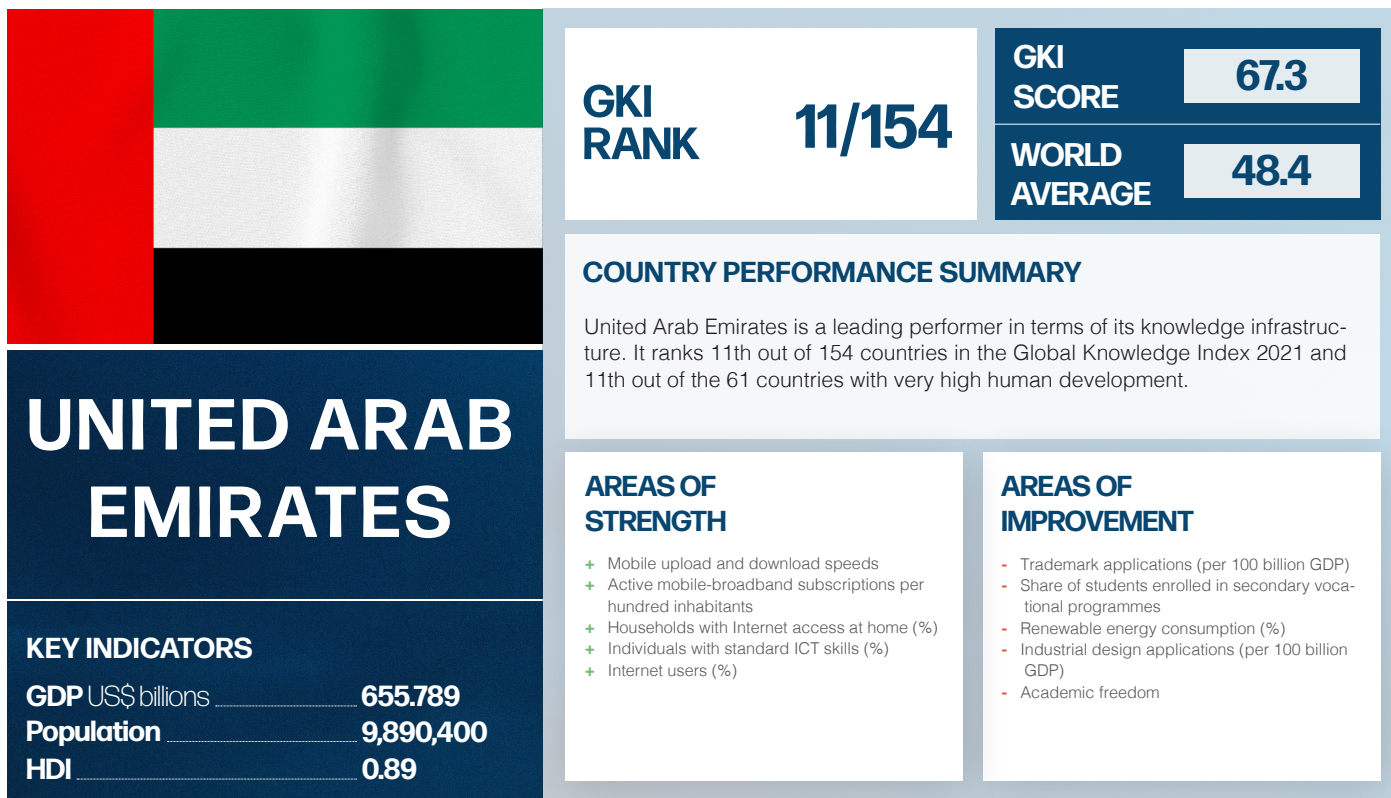 UNITED ARAB
EMIRATES
KEY INDICATORS
GDP US$ billions 655.789
Population 9,890,400
HDI 0.89
GKI
RANK
11/154
GKI
SCORE
67.3
WORLD
AVERAGE
48.4
COUNTRY PERFORMANCE SUMMARY
United Arab Emirates is a leading performer in terms of its knowledge infrastruc-
ture. It ranks 11th out of 154 countries in the Global Knowledge Index 2021 and
11th out of the 61 countries with very high human development.
AREAS OF
STRENGTH
+ Mobile upload and download speeds
+ Active mobile-broadband subscriptions per
hundred inhabitants
+ Households with Internet access at home (%)
+ Individuals with standard ICT skills (%)
+ Internet users (%)
AREAS OF
IMPROVEMENT
- Trademark applications (per 100 billion GDP)
- Share of students enrolled in secondary voca-
tional programmes
- Renewable energy consumption (%)
- Industrial design applications (per 100 billion
GDP)
- Academic freedom